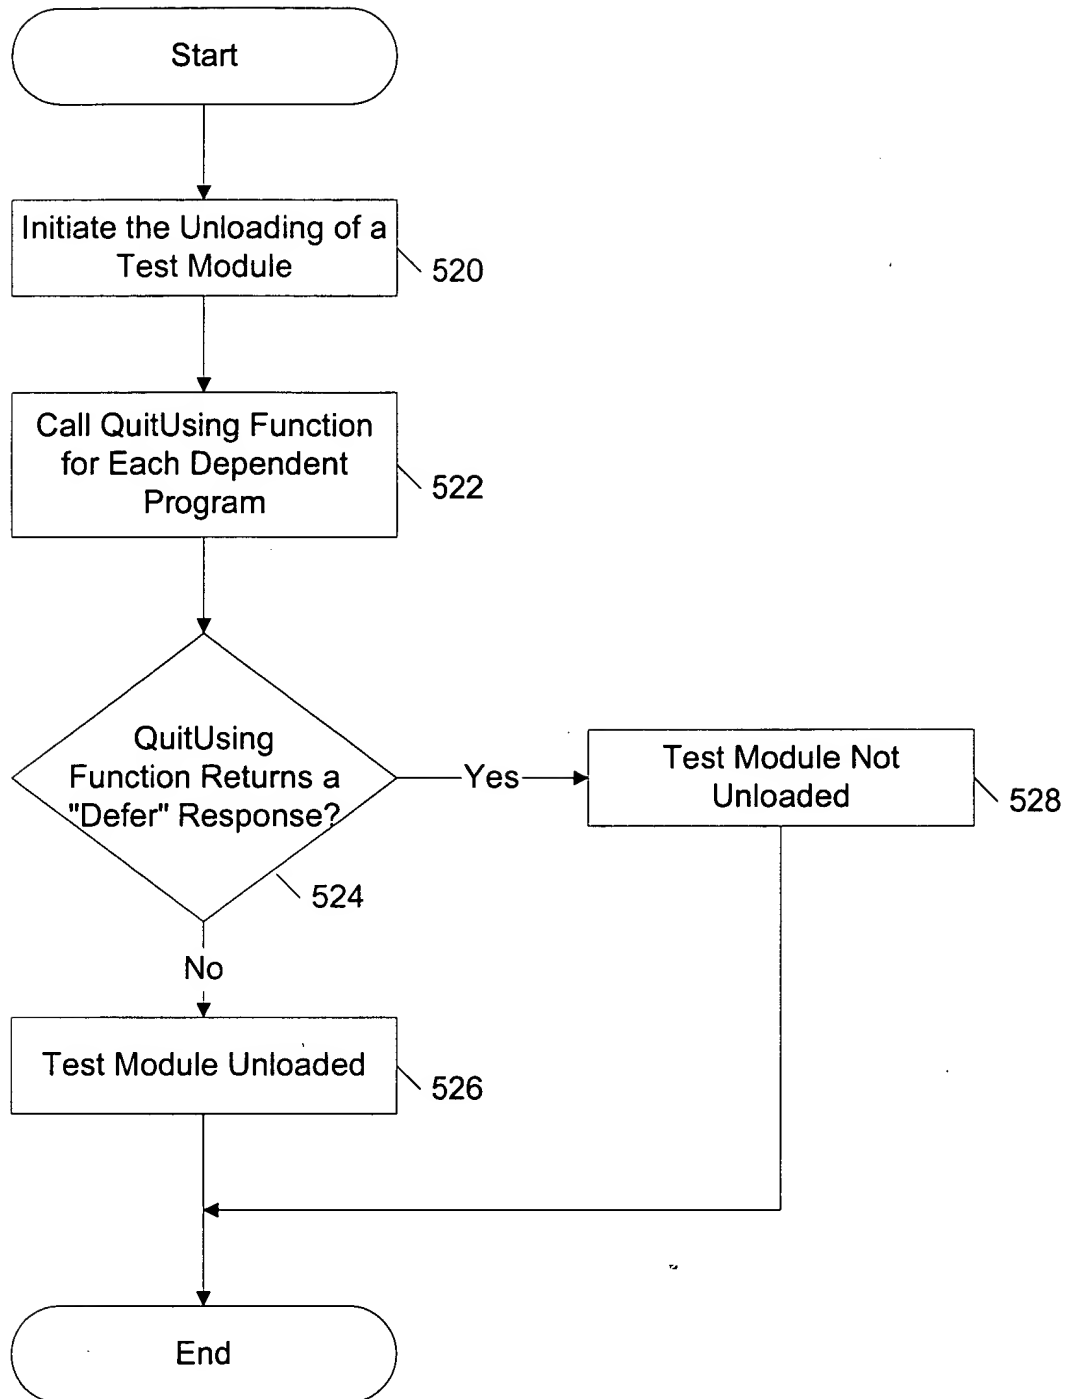 Start
Initiate the Unloading of a
Test Module
520
Call QuitUsing Function
for Each Dependent
Program
522
QuitUsing
Function Returns a
"Defer" Response?
524
Yes
Test Module Not
Unloaded
528
No
Test Module Unloaded
526
End